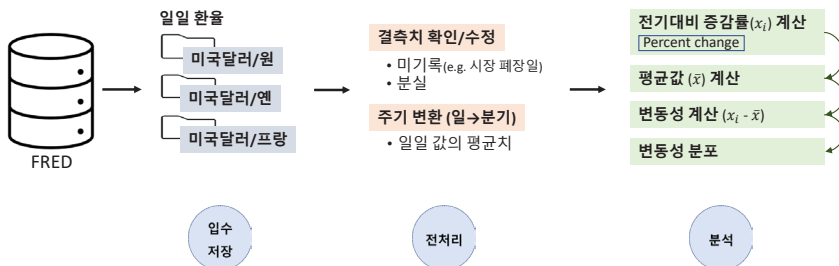 일일 환율
미국달러/원
미국달러/옌
미국달러/프랑
FRED
결측치 확인/수정
• 미기록(e.g. 시장 폐장일)
• 분실
주기 변환 (일→분기)
• 일일 값의 평균치
전기대비 증감률(xᵢ) 계산
Percent change
평균값 (x̄) 계산
변동성 계산 (xᵢ - x̄)
변동성 분포
입수
저장
전처리
분석